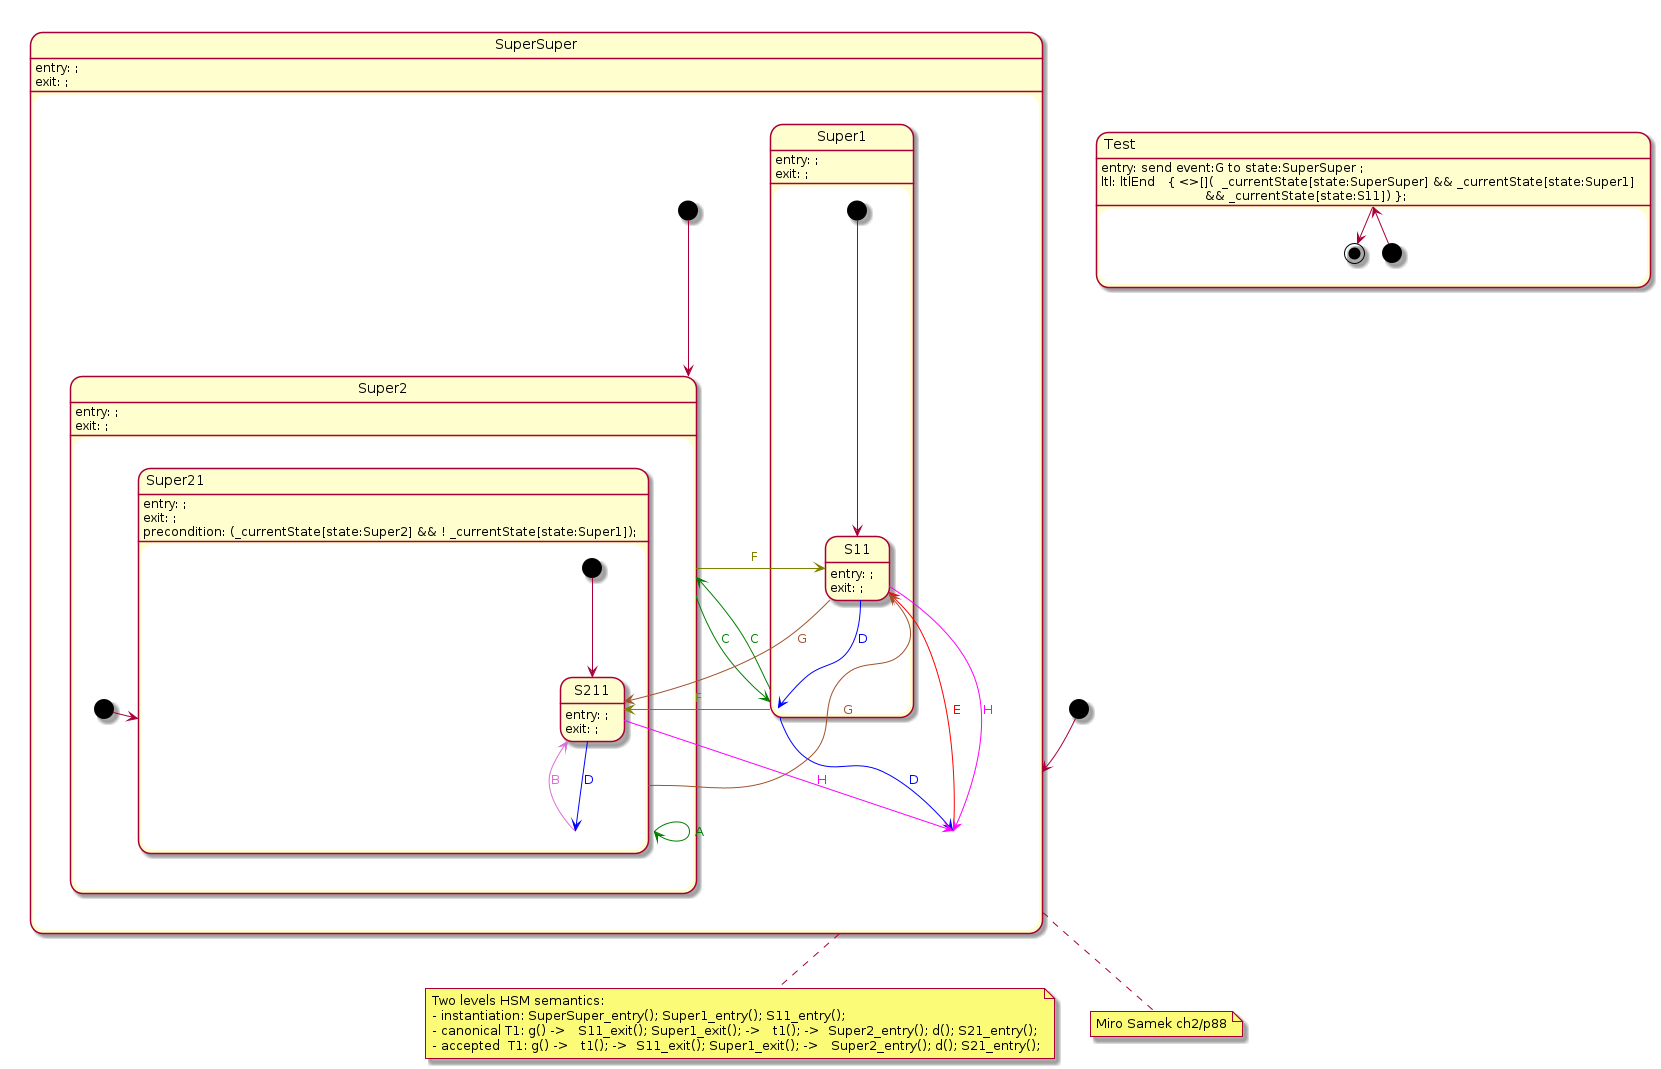 SuperSuper
entry: ;
exit: ;
Super1
entry: ;
exit: ;
Test
entry: send event:G to state:SuperSuper ;
ltl: ltlEnd   { <>[](  _currentState[state:SuperSuper] && _currentState[state:Super1]
&& _currentState[state:S11]) };
Super2
entry: ;
exit: ;
Super21
entry: ;
exit: ;
precondition: (_currentState[state:Super2] && ! _currentState[state:Super1]);
S11
entry: ;
exit: ;
F
C
C
G
D
S211
entry: ;
exit: ;
F
G
E
H
B
D
H
D
A
Two levels HSM semantics:
- instantiation: SuperSuper_entry(); Super1_entry(); S11_entry();
- canonical T1: g() ->   S11_exit(); Super1_exit(); ->   t1(); ->  Super2_entry(); d(); S21_entry();
- accepted  T1: g() ->   t1(); ->  S11_exit(); Super1_exit(); ->   Super2_entry(); d(); S21_entry();
Miro Samek ch2/p88